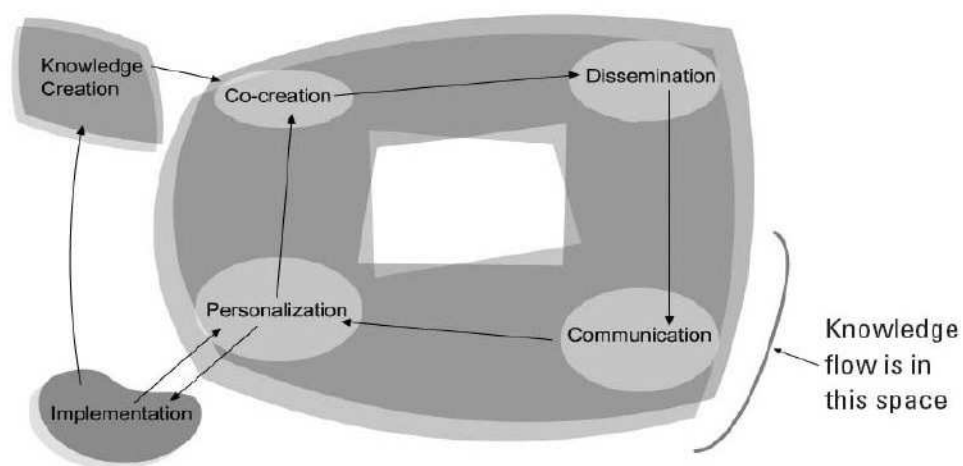 Knowledge
Creation
Co-creation
Dissemination
Personalization
Communication
Implementation
Knowledge
flow is in
this space